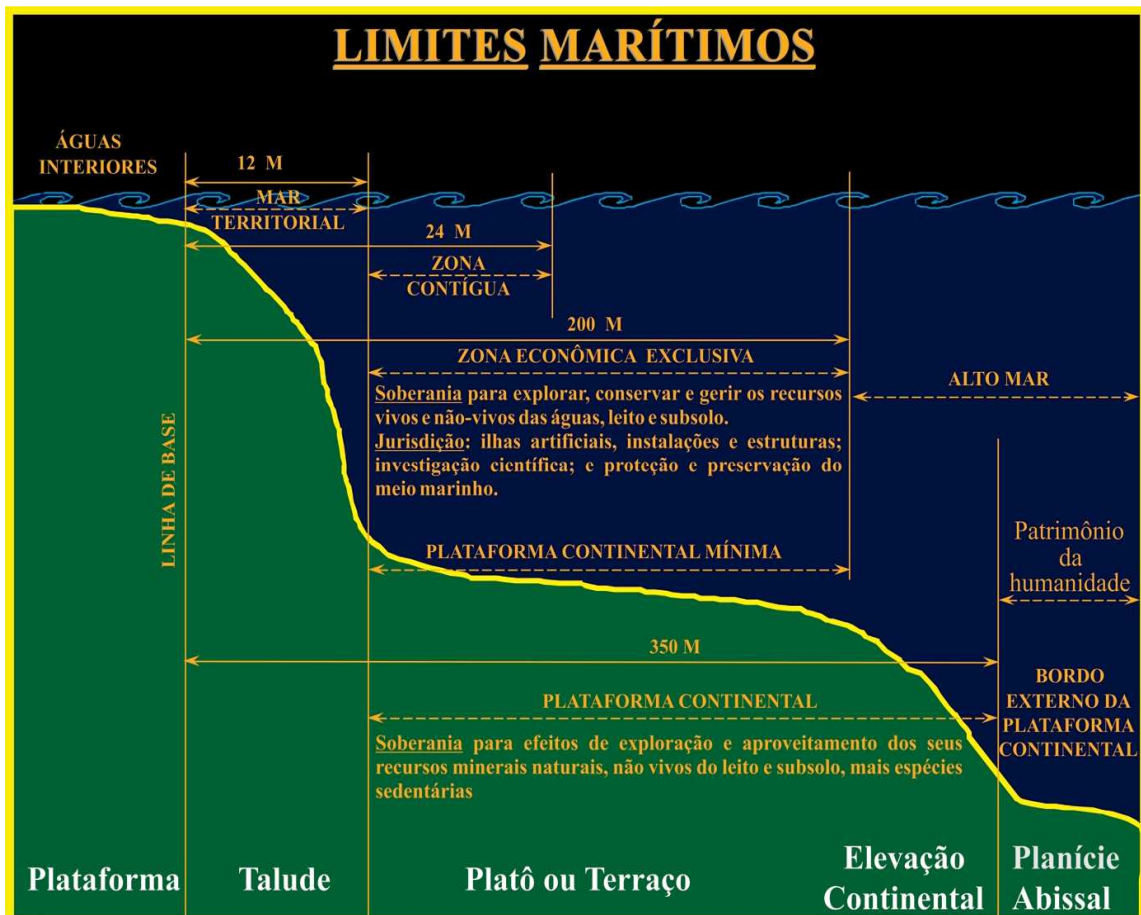 LIMITES MARÍTIMOS
ÁGUAS
INTERIORES
12 M
MAR
TERRITORIAL
24 M
ZONA
CONTÍGUA
200 M
ZONA ECONÔMICA EXCLUSIVA
Soberania para explorar, conservar e gerir os recursos
vivos e não-vivos das águas, leito e subsolo.
Jurisdição: ilhas artificiais, instalações e estruturas;
investigação científica; e proteção e preservação do
meio marinho.
ALTO MAR
LINHA DE BASE
PLATAFORMA CONTINENTAL MÍNIMA
Patrimônio
da
humanidade
350 M
PLATAFORMA CONTINENTAL
Soberania para efeitos de exploração e aproveitamento dos seus
recursos minerais naturais, não vivos do leito e subsolo, mais espécies
sedentárias
BORDO
EXTERNO DA
PLATAFORMA
CONTINENTAL
Plataforma
Talude
Platô ou Terraço
Elevação
Continental
Planície
Abissal